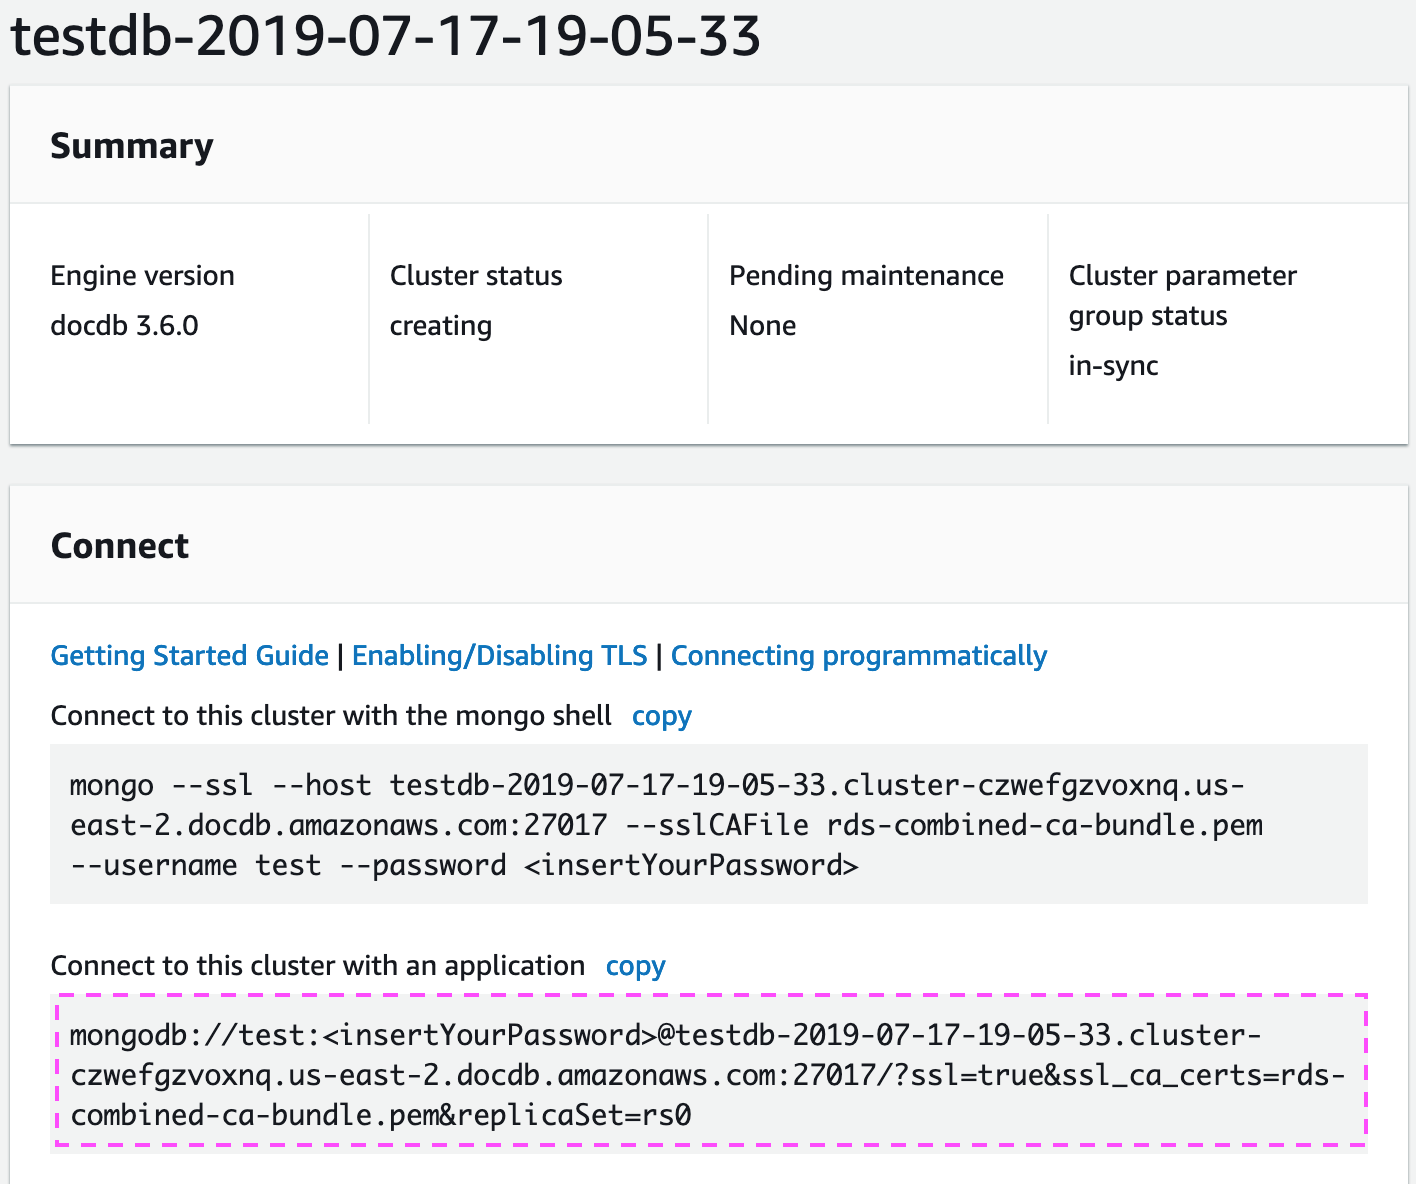 testdb-2019-07-17-19-05-33
Summary
Engine version
docdb 3.6.0
Cluster status
creating
Pending maintenance
None
Cluster parameter
group status
in-sync
Connect
Getting Started Guide | Enabling/Disabling TLS | Connecting programmatically
Connect to this cluster with the mongo shell copy
mongo --ssl --host testdb-2019-07-17-19-05-33.cluster-czwefgzvoxnq.us-
east-2.docdb.amazonaws.com:27017 --sslCAFile rds-combined-ca-bundle.pem
--username test --password <insertYourPassword>
Connect to this cluster with an application copy
mongodb://test:<insertYourPassword>@testdb-2019-07-17-19-05-33.cluster-
czwefgzvoxnq.us-east-2.docdb.amazonaws.com:27017/?ssl=true&ssl_ca_certs=rds-
combined-ca-bundle.pem&replicaSet=rs0